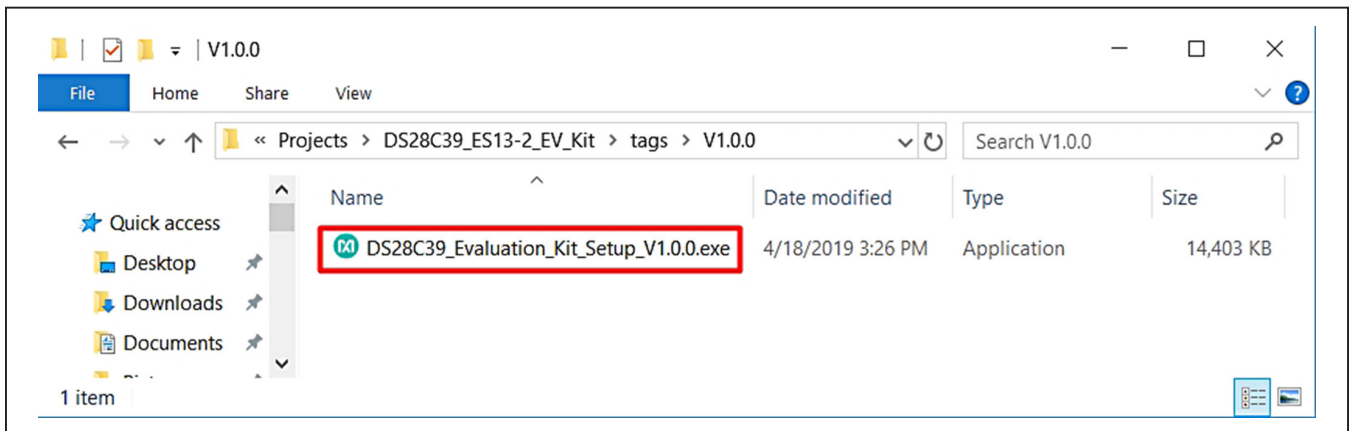 V1.0.0
File Home Share View
« Projects > DS28C39_ES13-2_EV_Kit > tags > V1.0.0 Search V1.0.0
Name Date modified Type Size
Quick access
DS28C39_Evaluation_Kit_Setup_V1.0.0.exe 4/18/2019 3:26 PM Application 14,403 KB
Desktop
Downloads
Documents
1 item